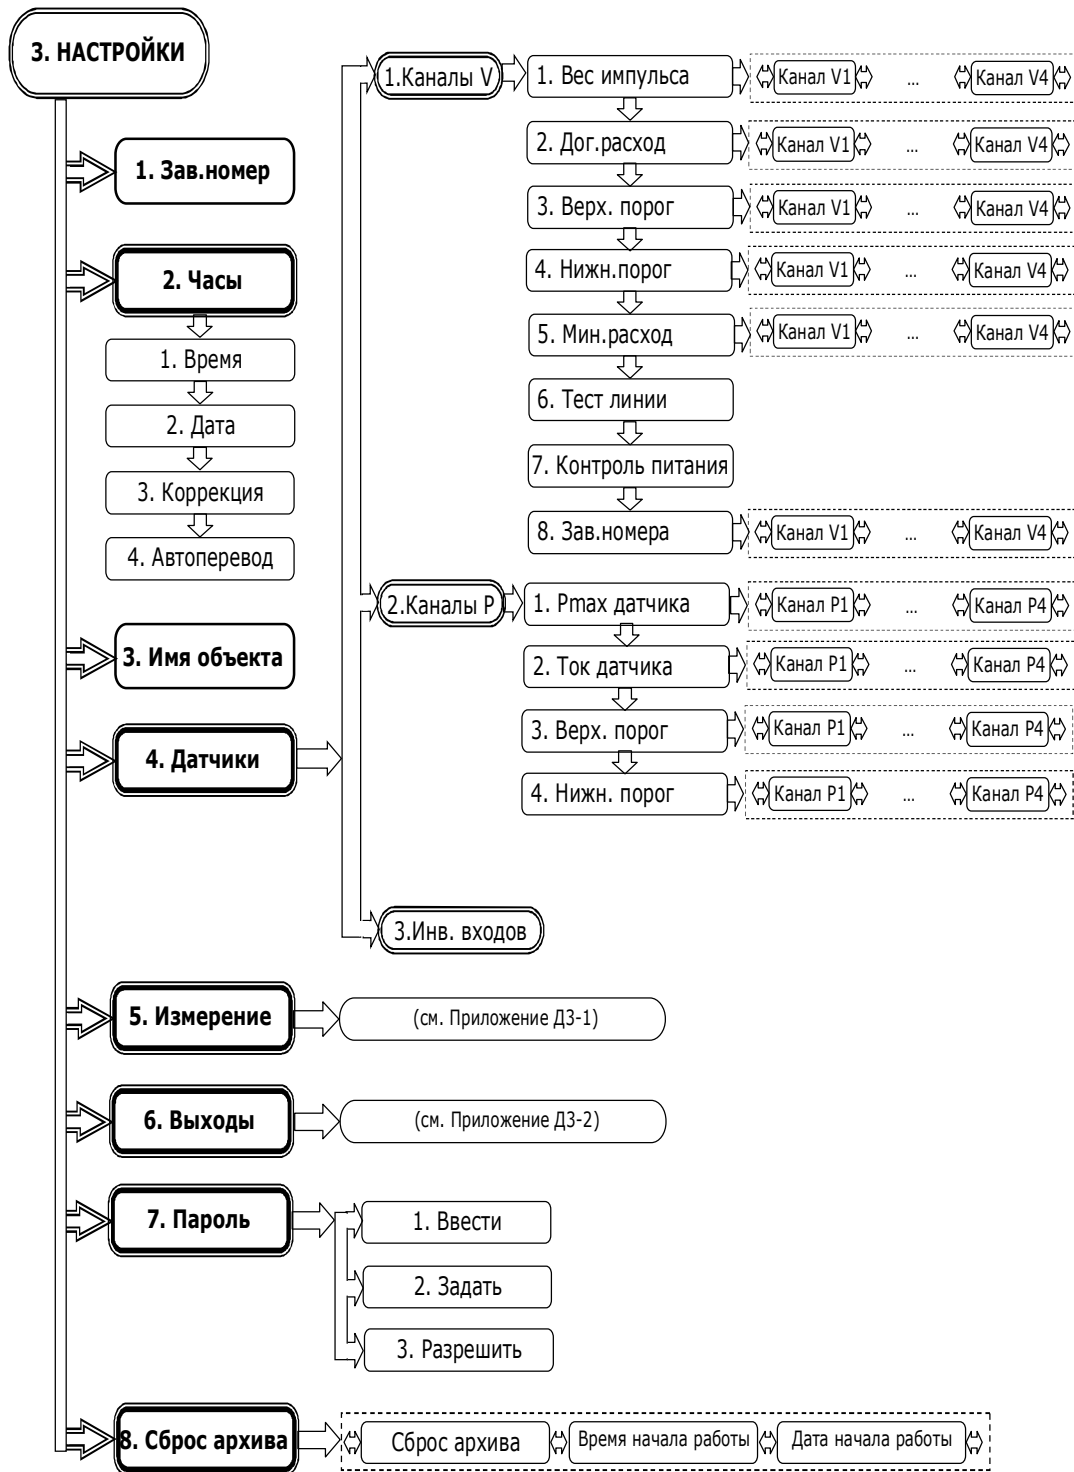 3. НАСТРОЙКИ
1. Зав.номер
2. Часы
1. Время
2. Дата
3. Коррекция
4. Автоперевод
3. Имя объекта
4. Датчики
1.Каналы V
1. Вес импульса
Канал V1 ... Канал V4
2. Дог.расход
Канал V1 ... Канал V4
3. Верх. порог
Канал V1 ... Канал V4
4. Нижн.порог
Канал V1 ... Канал V4
5. Мин.расход
Канал V1 ... Канал V4
6. Тест линии
7. Контроль питания
8. Зав.номера
Канал V1 ... Канал V4
2.Каналы Р
1. Pmax датчика
Канал P1 ... Канал P4
2. Ток датчика
Канал P1 ... Канал P4
3. Верх. порог
Канал P1 ... Канал P4
4. Нижн. порог
Канал P1 ... Канал P4
3.Инв. входов
5. Измерение
(см. Приложение Д3-1)
6. Выходы
(см. Приложение Д3-2)
7. Пароль
1. Ввести
2. Задать
3. Разрешить
8. Сброс архива
Сброс архива
Время начала работы
Дата начала работы